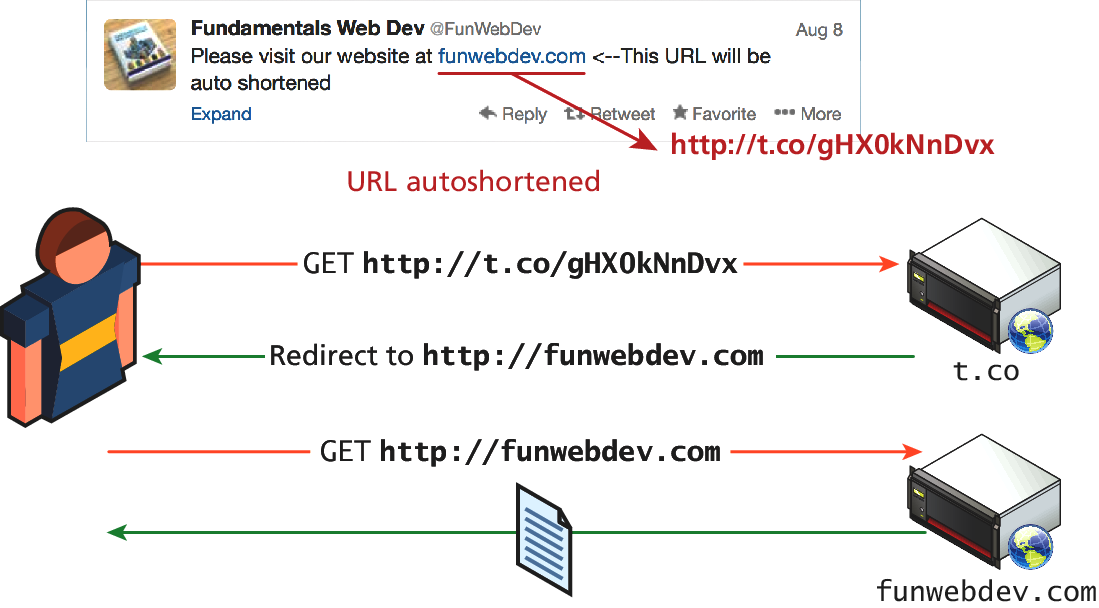 Fundamentals Web Dev @FunWebDev Aug 8
Please visit our website at funwebdev.com <--This URL will be
auto shortened
Expand Reply Retweet Favorite More
http://t.co/gHX0kNnDvx
URL autoshortened
GET http://t.co/gHX0kNnDvx
Redirect to http://funwebdev.com
t.co
GET http://funwebdev.com
funwebdev.com